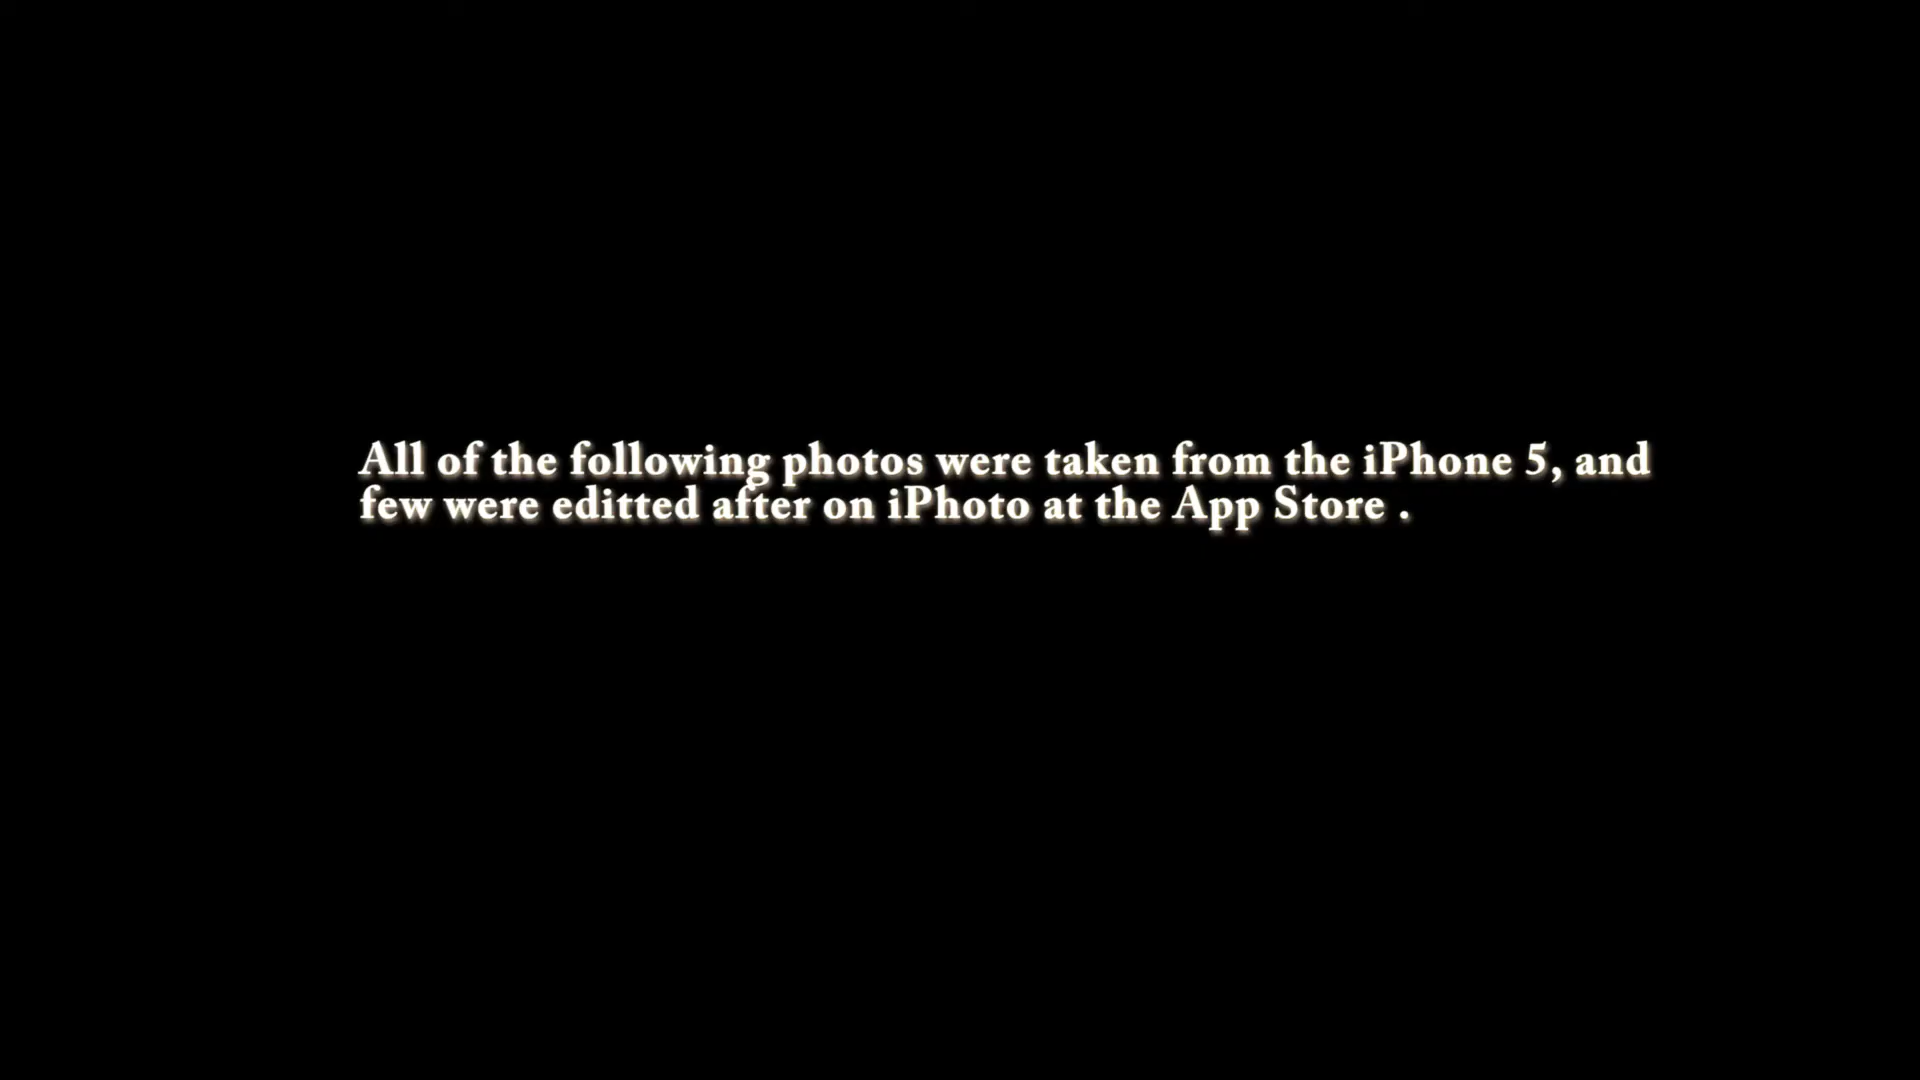 All of the following photos were taken from the iPhone 5, and
few were editted after on iPhoto at the App Store .